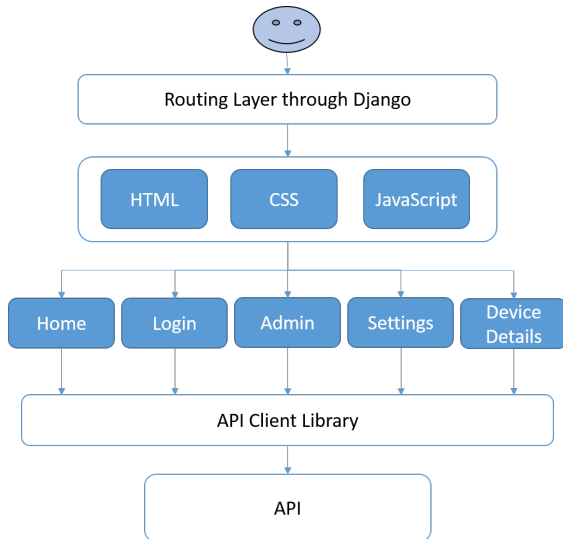 Routing Layer through Django
HTML
CSS
JavaScript
Home
Login
Admin
Settings
Device
Details
API Client Library
API